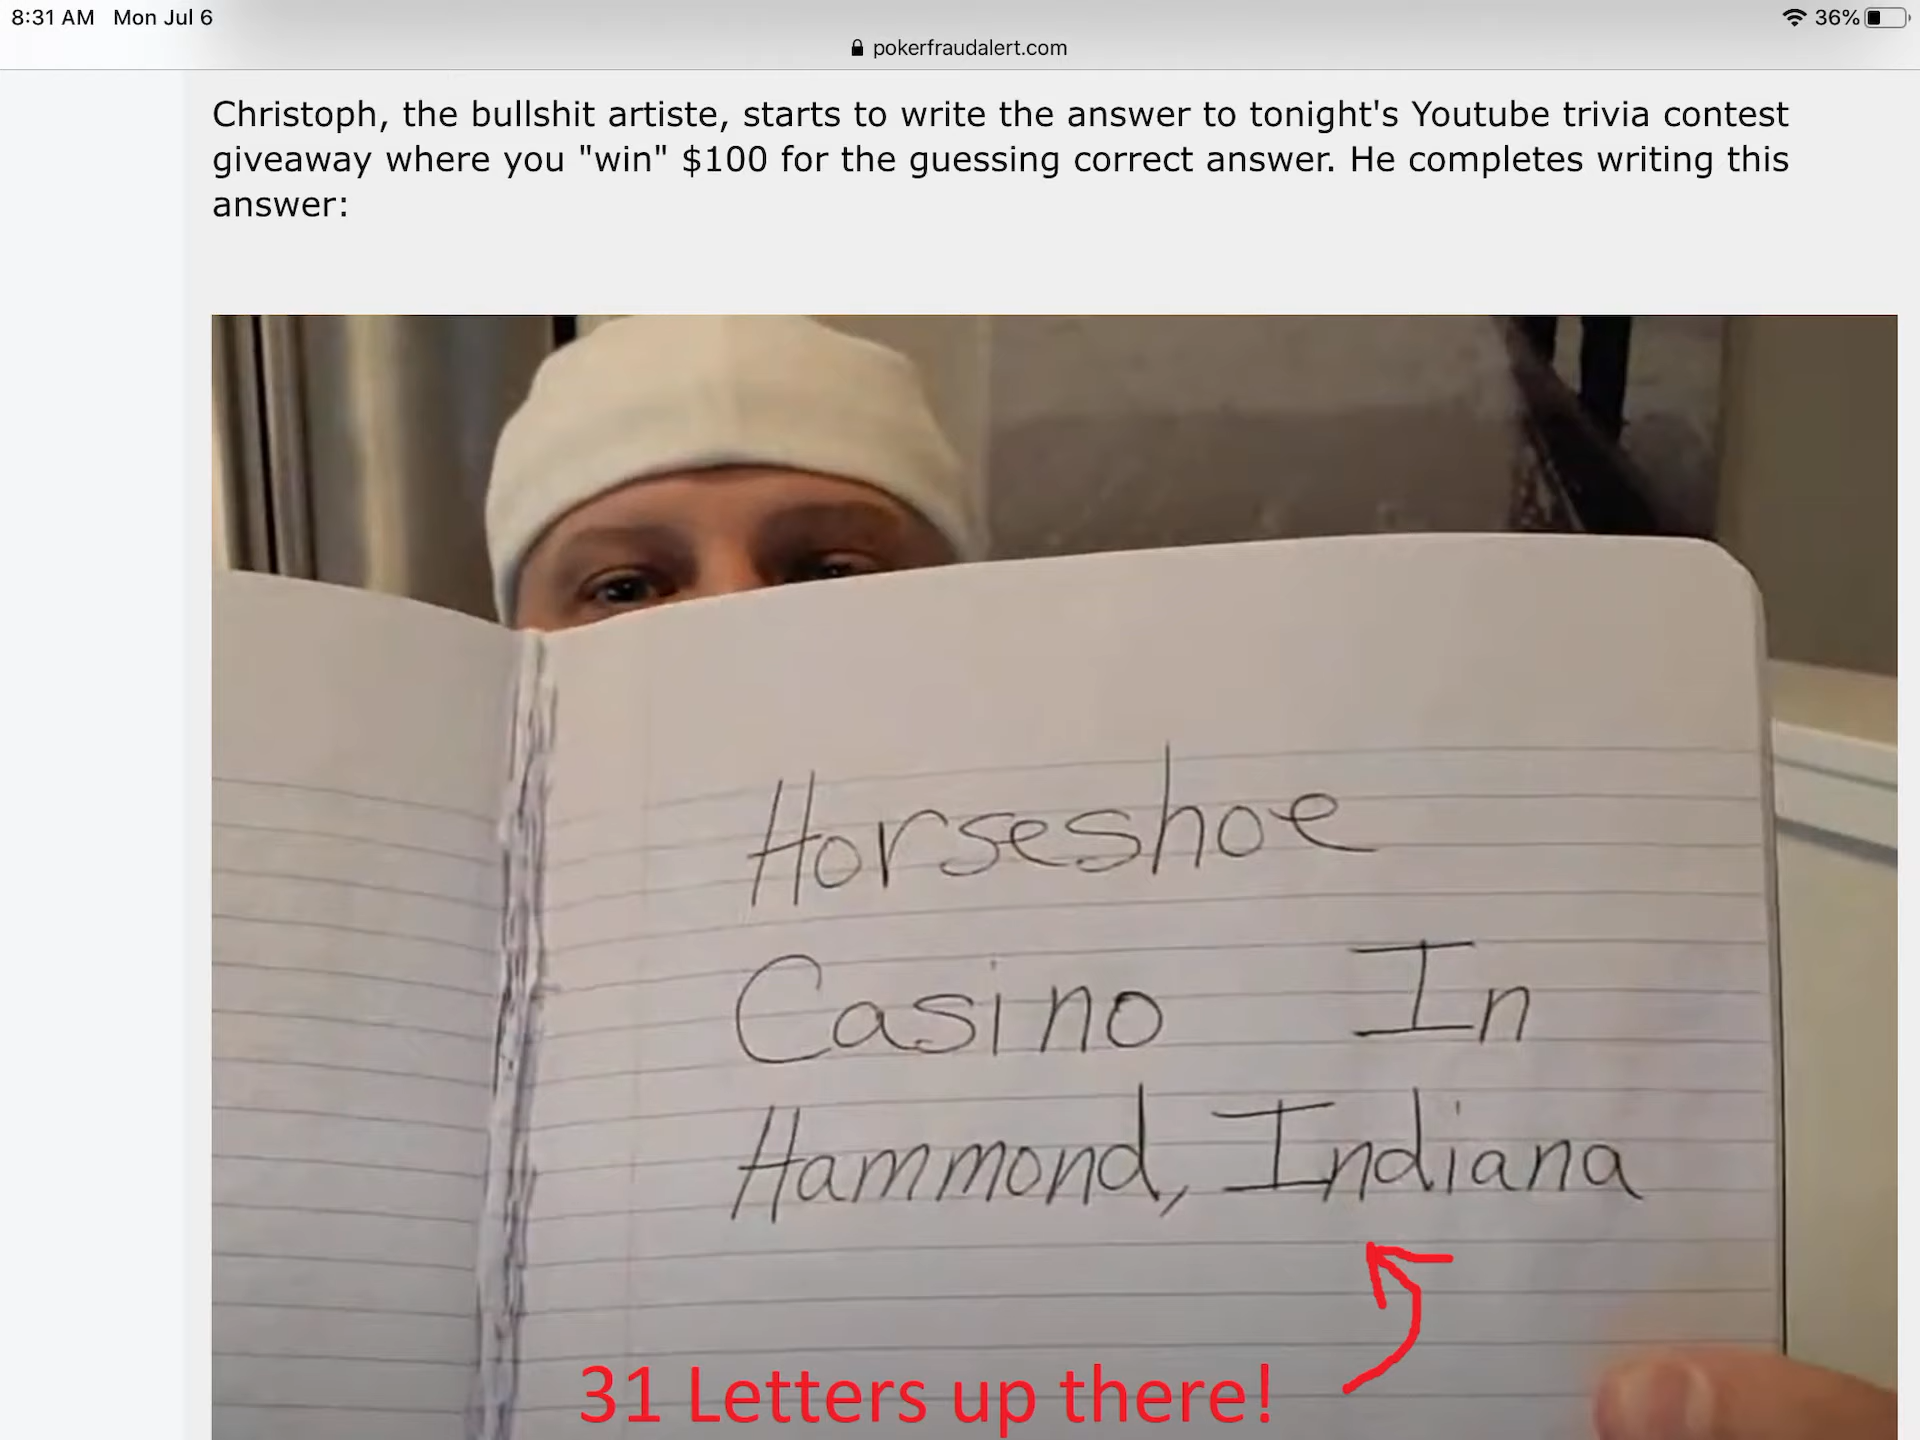 8:31 AM Mon Jul 6
36%
pokerfraudalert.com
Christoph, the bullshit artiste, starts to write the answer to tonight's Youtube trivia contest
giveaway where you "win" $100 for the guessing correct answer. He completes writing this
answer:
Horseshoe
Casino In
Hammond, Indiana
31 Letters up there!